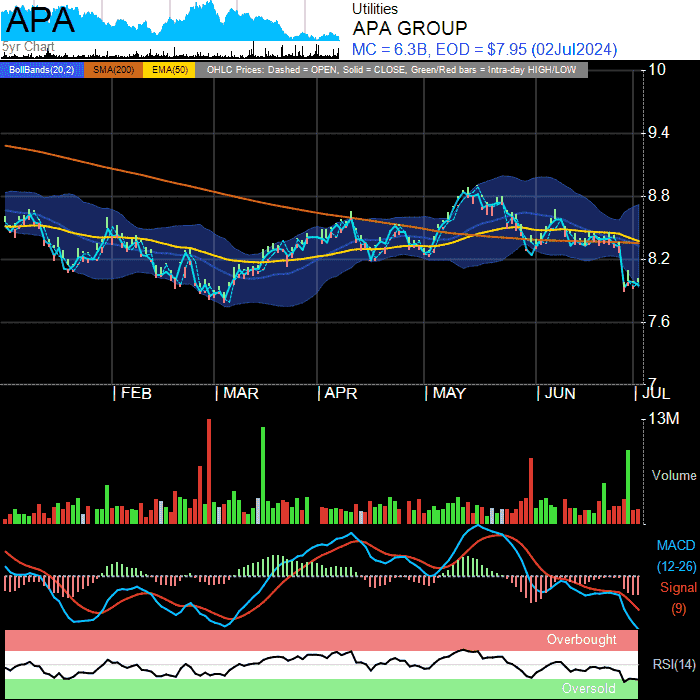 APA
5yr Chart
Utilities
APA GROUP
MC = 6.3B, EOD = $7.95 (02Jul2024)
BollBands(20,2) SMA(200) EMA(50) OHLC Prices: Dashed = OPEN, Solid = CLOSE, Green/Red bars = Intra-day HIGH/LOW
10
9.4
8.8
8.2
7.6
7
| FEB | MAR | APR | MAY | JUN | JUL
13M
Volume
MACD
(12-26)
Signal
(9)
Overbought
RSI(14)
Oversold